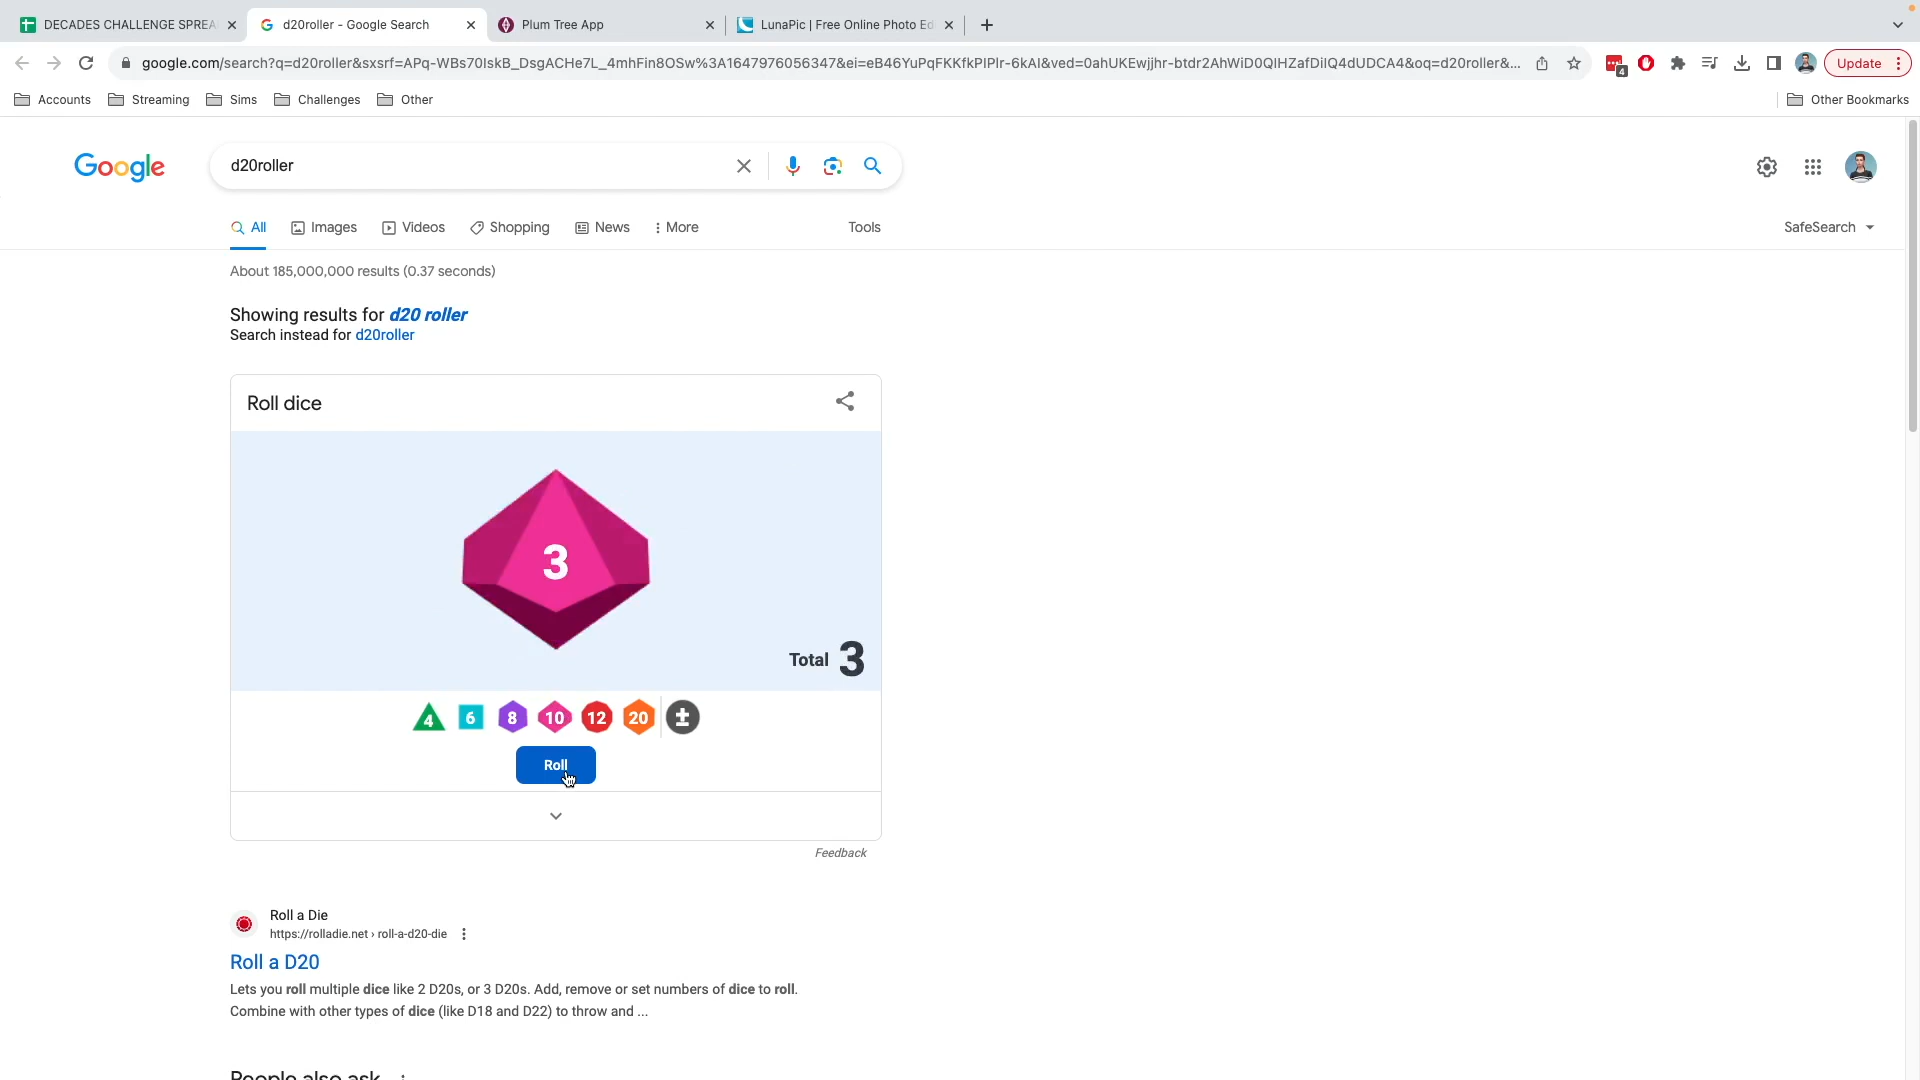 DECADES CHALLENGE SPREA
d20roller - Google Search
Plum Tree App
LunaPic | Free Online Photo Ed
google.com/search?q=d20roller&sxsrf=APq-WBs70IskB_DsgACHe7L_4mhFin8OSw%3A1647976056347&ei=eB46YuPqFKKfkPIPlr-6kAI&ved=0ahUKEwjjhr-btdr2AhWiD0QIHZafDiIQ4dUDCA4&oq=d20roller&...
4
Update
Accounts
Streaming
Sims
Challenges
Other
Other Bookmarks
Google
d20roller
All
Images
Videos
Shopping
News
More
Tools
SafeSearch
About 185,000,000 results (0.37 seconds)
Showing results for d20 roller
Search instead for d20roller
Roll dice
3
Total 3
4 6 8 10 12 20 ±
Roll
Feedback
Roll a Die
https://rolladie.net › roll-a-d20-die
Roll a D20
Lets you roll multiple dice like 2 D20s, or 3 D20s. Add, remove or set numbers of dice to roll.
Combine with other types of dice (like D18 and D22) to throw and ...
People also ask